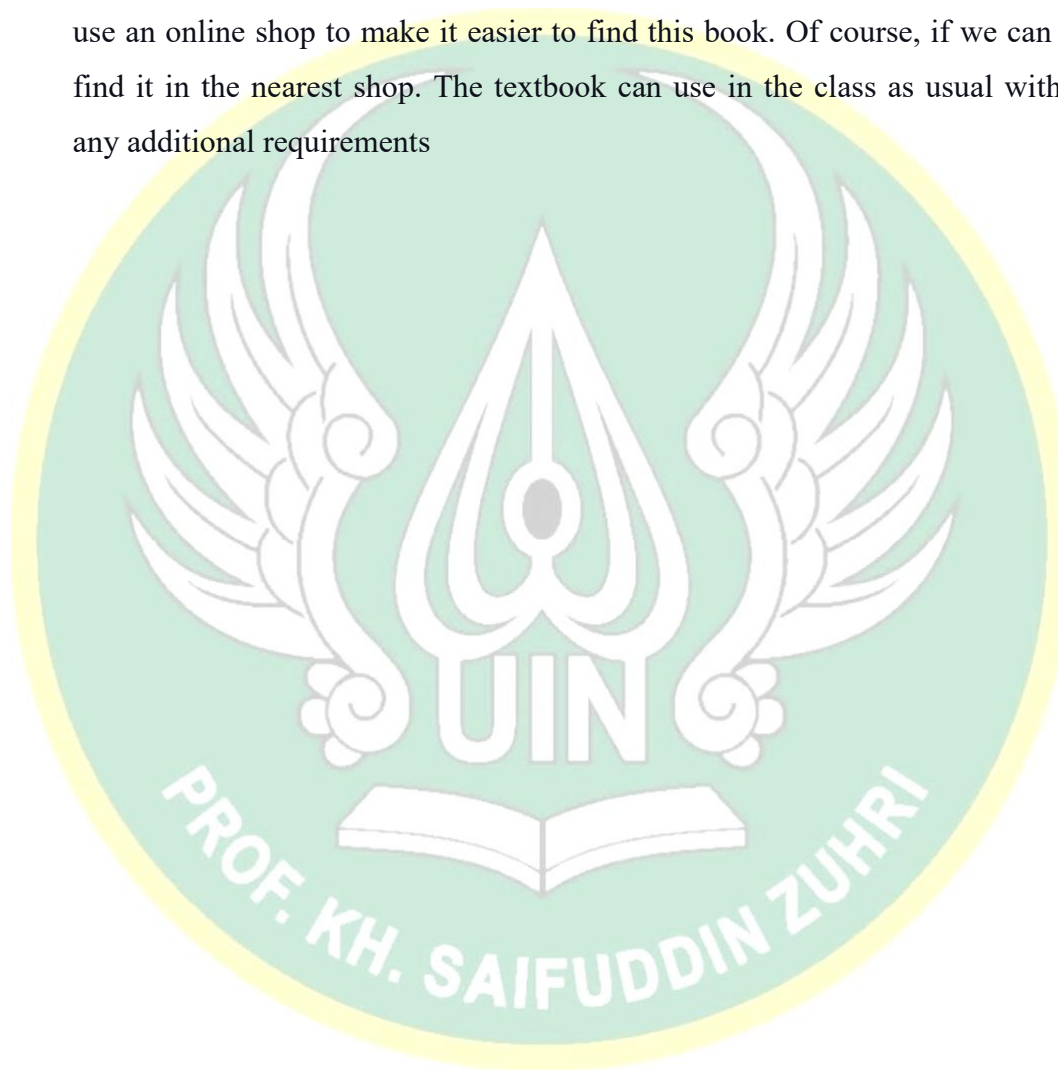 use an online shop to make it easier to find this book. Of course, if we can
find it in the nearest shop. The textbook can use in the class as usual with
any additional requirements
UIN
PROF. KH. SAIFUDDIN ZUHRI